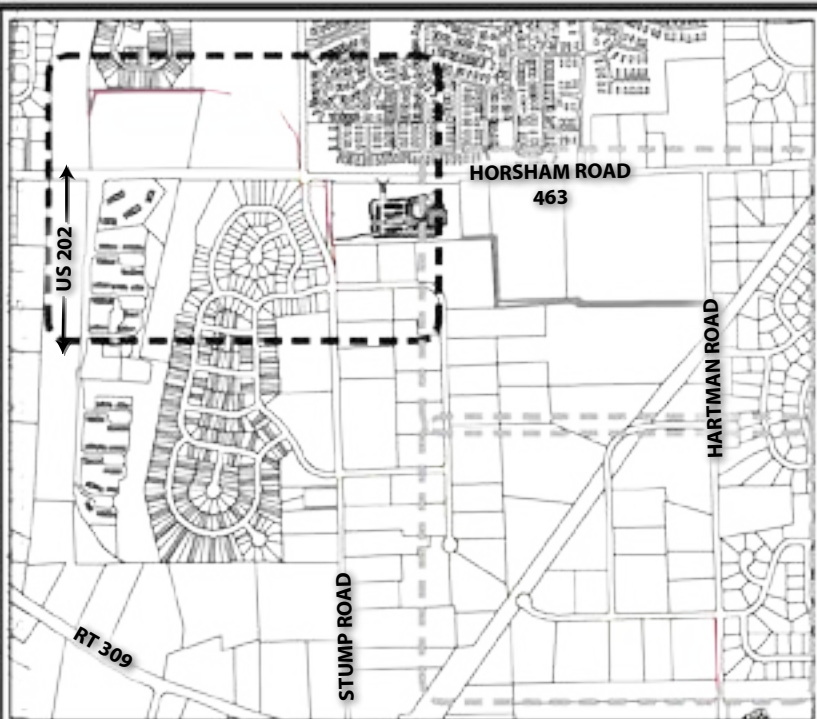 HORSHAM ROAD
463
US 202
HARTMAN ROAD
STUMP ROAD
RT 309